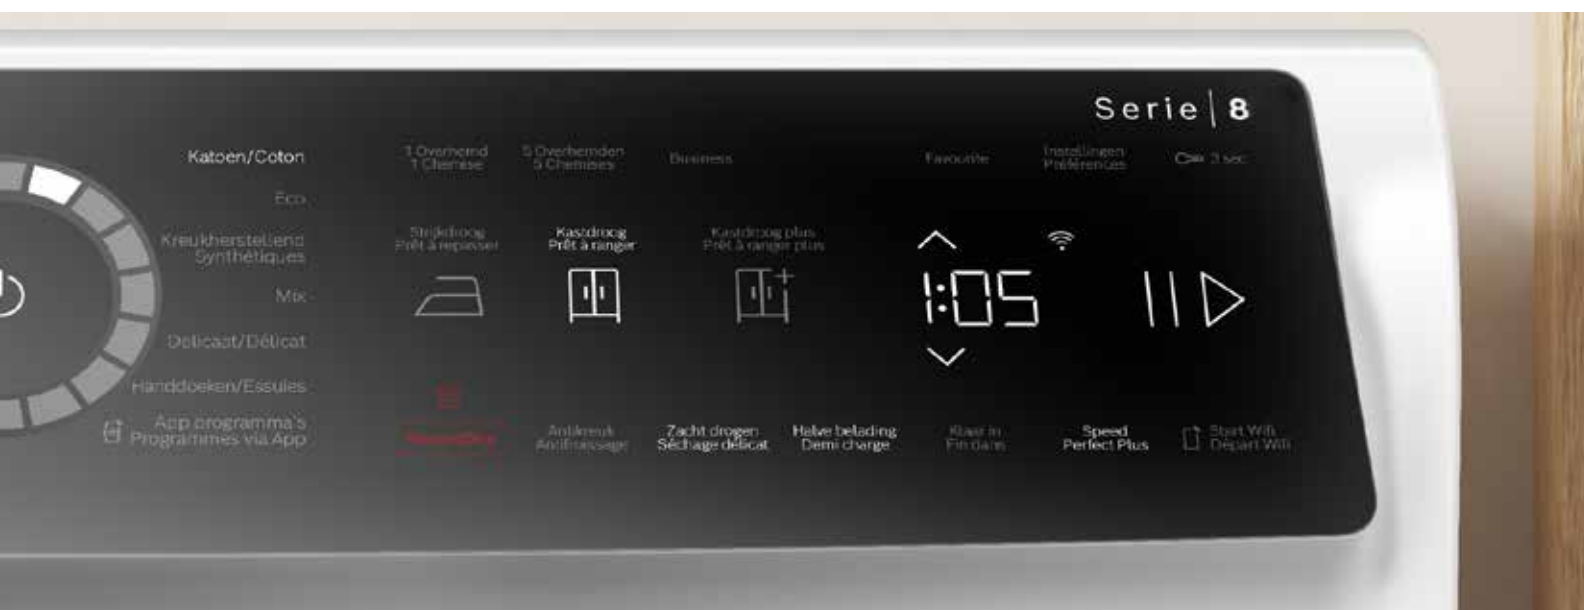 Serie | 8
Katoen/Coton
1 Overhemd
1 Chemise
5 Overhemden
5 Chemises
Business
Favourite
Instellingen
Préférences
3 sec
Eco
Kreukherstellend
Synthétiques
Strijkdroog
Prêt à repasser
Kastdroog
Prêt à ranger
Kastdroog plus
Prêt à ranger plus
Mix
1:05
Delicaat/Délicat
Handdoeken/Essuies
App programma's
Programmes via App
Antikreuk
Antifroissage
Zacht drogen
Séchage délicat
Halve belading
Demi charge
Klaar in
Fin dans
Speed
Perfect Plus
Start Wifi
Départ Wifi